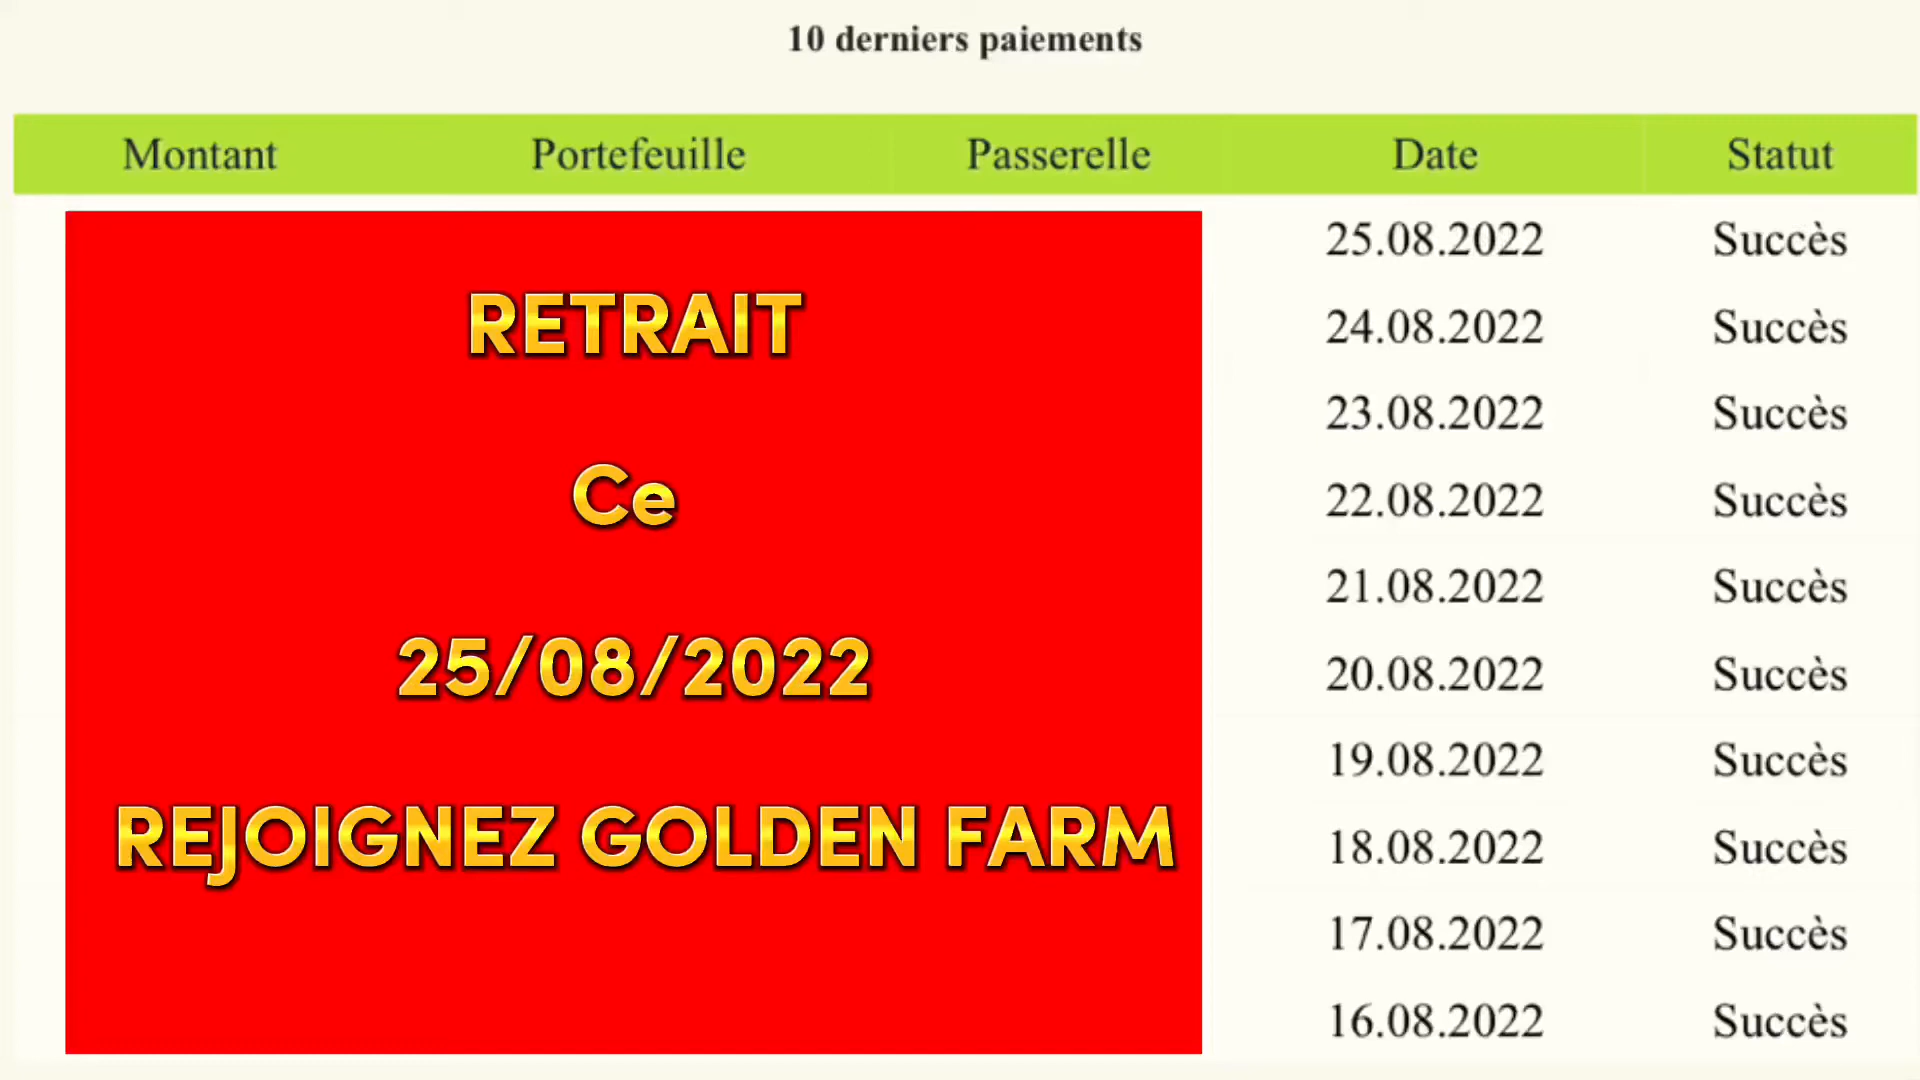 10 derniers paiements
Montant Portefeuille Passerelle Date Statut
25.08.2022 Succès
24.08.2022 Succès
23.08.2022 Succès
22.08.2022 Succès
21.08.2022 Succès
20.08.2022 Succès
19.08.2022 Succès
18.08.2022 Succès
17.08.2022 Succès
16.08.2022 Succès
RETRAIT
Ce
25/08/2022
REJOIGNEZ GOLDEN FARM